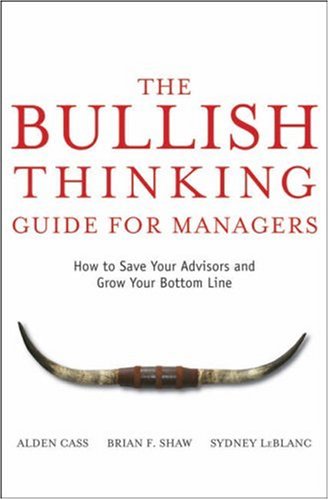 THE
BULLISH
THINKING
GUIDE FOR MANAGERS
How to Save Your Advisors and
Grow Your Bottom Line
ALDEN CASS BRIAN F. SHAW SYDNEY LEBLANC